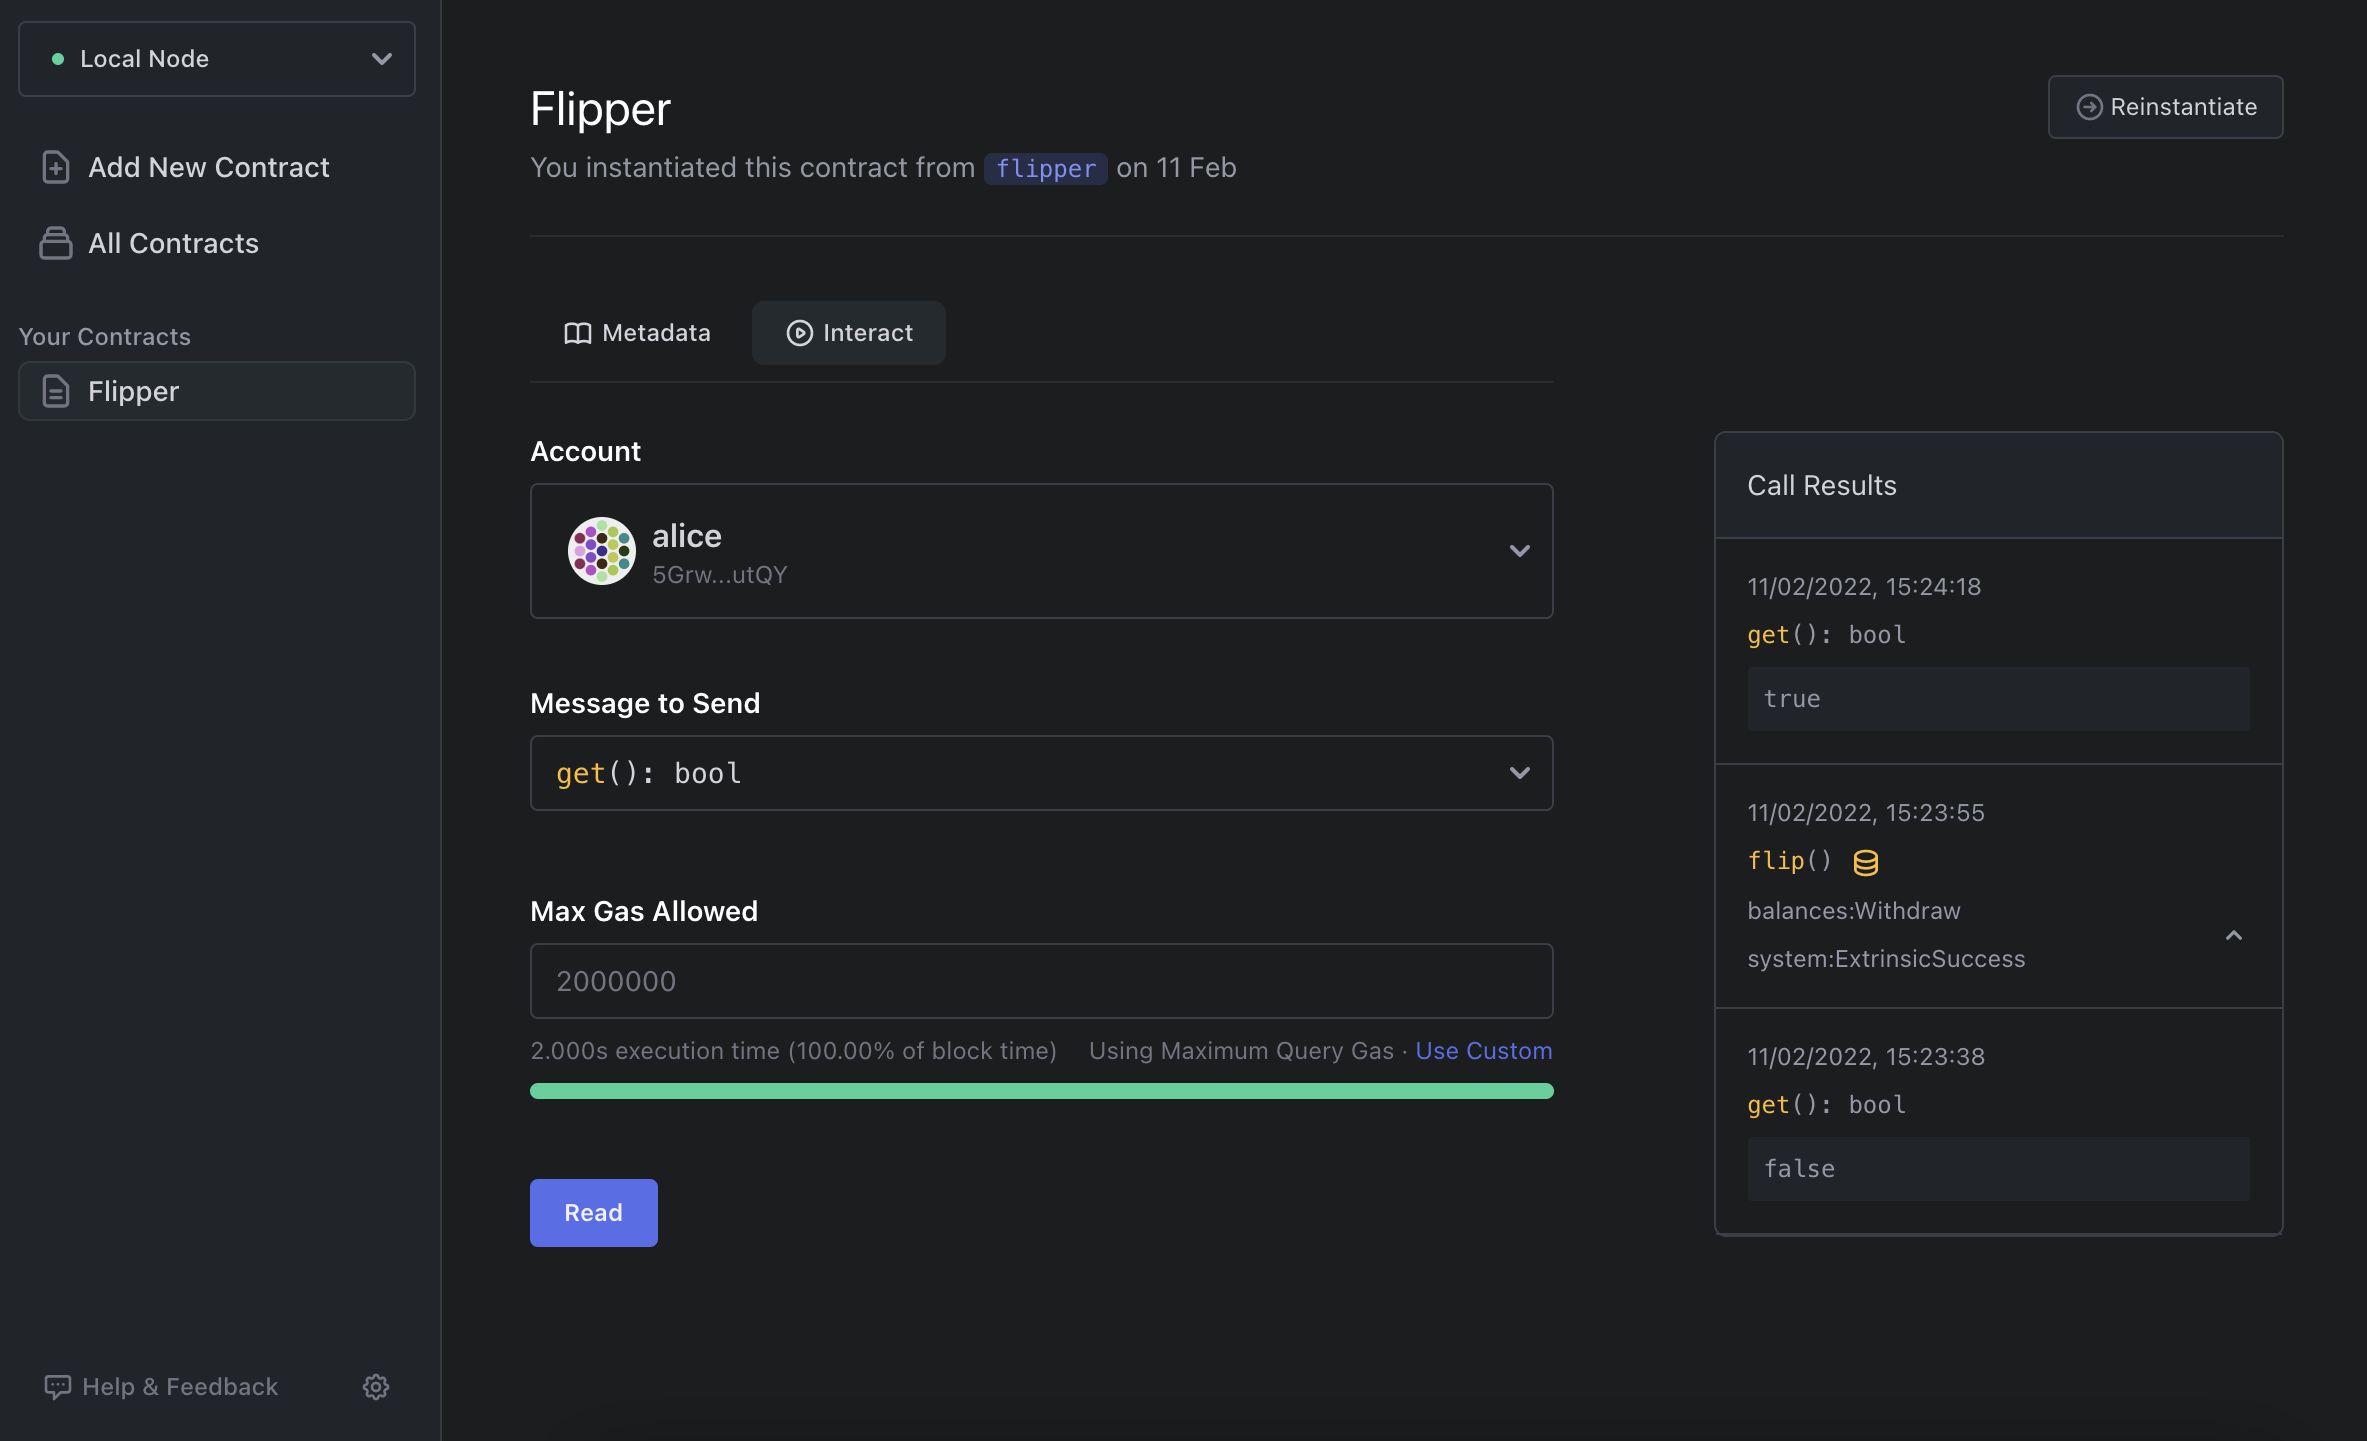 Local Node
Add New Contract
All Contracts
Your Contracts
Flipper
Help & Feedback
Flipper
You instantiated this contract from flipper on 11 Feb
Reinstantiate
Metadata
Interact
Account
alice
5Grw...utQY
Message to Send
get(): bool
Max Gas Allowed
2000000
2.000s execution time (100.00% of block time)
Using Maximum Query Gas · Use Custom
Read
Call Results
11/02/2022, 15:24:18
get(): bool
true
11/02/2022, 15:23:55
flip()
balances:Withdraw
system:ExtrinsicSuccess
11/02/2022, 15:23:38
get(): bool
false